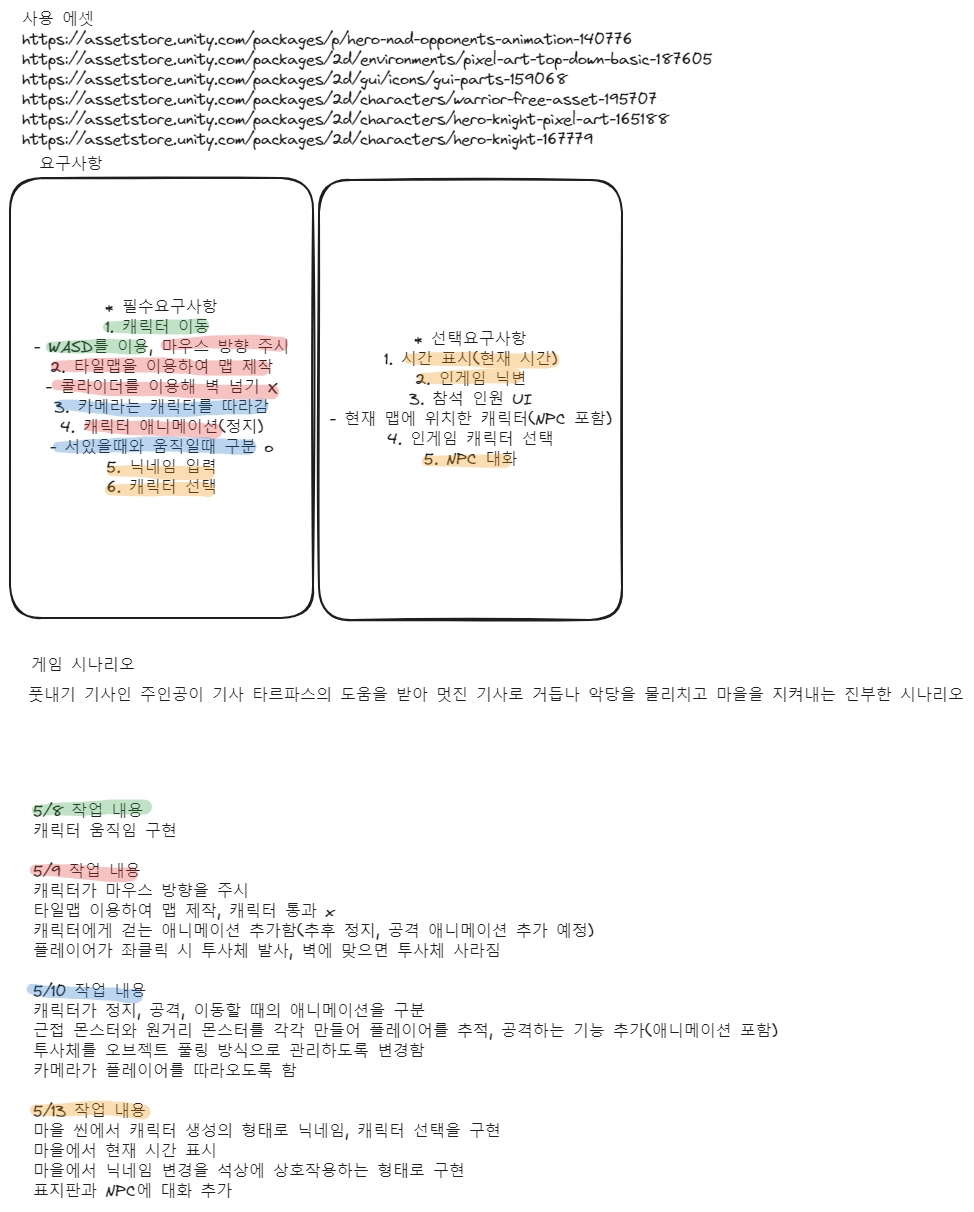 사용 에셋
https://assetstore.unity.com/packages/p/hero-nad-opponents-animation-140776
https://assetstore.unity.com/packages/2d/environments/pixel-art-top-down-basic-187605
https://assetstore.unity.com/packages/2d/gui/icons/gui-parts-159068
https://assetstore.unity.com/packages/2d/characters/warrior-free-asset-195707
https://assetstore.unity.com/packages/2d/characters/hero-knight-pixel-art-165188
https://assetstore.unity.com/packages/2d/characters/hero-knight-167779
요구사항
* 필수요구사항
1. 캐릭터 이동
- WASD를 이용, 마우스 방향 주시
2. 타일맵을 이용하여 맵 제작
- 콜라이더를 이용해 벽 넘기 x
3. 카메라는 캐릭터를 따라감
4. 캐릭터 애니메이션(정지)
- 서있을때와 움직일때 구분 o
5. 닉네임 입력
6. 캐릭터 선택
* 선택요구사항
1. 시간 표시(현재 시간)
2. 인게임 닉변
3. 참석 인원 UI
- 현재 맵에 위치한 캐릭터(NPC 포함)
4. 인게임 캐릭터 선택
5. NPC 대화
게임 시나리오
풋내기 기사인 주인공이 기사 타르파스의 도움을 받아 멋진 기사로 거듭나 악당을 물리치고 마을을 지켜내는 진부한 시나리오
5/8 작업 내용
캐릭터 움직임 구현
5/9 작업 내용
캐릭터가 마우스 방향을 주시
타일맵 이용하여 맵 제작, 캐릭터 통과 x
캐릭터에게 걷는 애니메이션 추가함(추후 정지, 공격 애니메이션 추가 예정)
플레이어가 좌클릭 시 투사체 발사, 벽에 맞으면 투사체 사라짐
5/10 작업 내용
캐릭터가 정지, 공격, 이동할 때의 애니메이션을 구분
근접 몬스터와 원거리 몬스터를 각각 만들어 플레이어를 추적, 공격하는 기능 추가(애니메이션 포함)
투사체를 오브젝트 풀링 방식으로 관리하도록 변경함
카메라가 플레이어를 따라오도록 함
5/13 작업 내용
마을 씬에서 캐릭터 생성의 형태로 닉네임, 캐릭터 선택을 구현
마을에서 현재 시간 표시
마을에서 닉네임 변경을 석상에 상호작용하는 형태로 구현
표지판과 NPC에 대화 추가